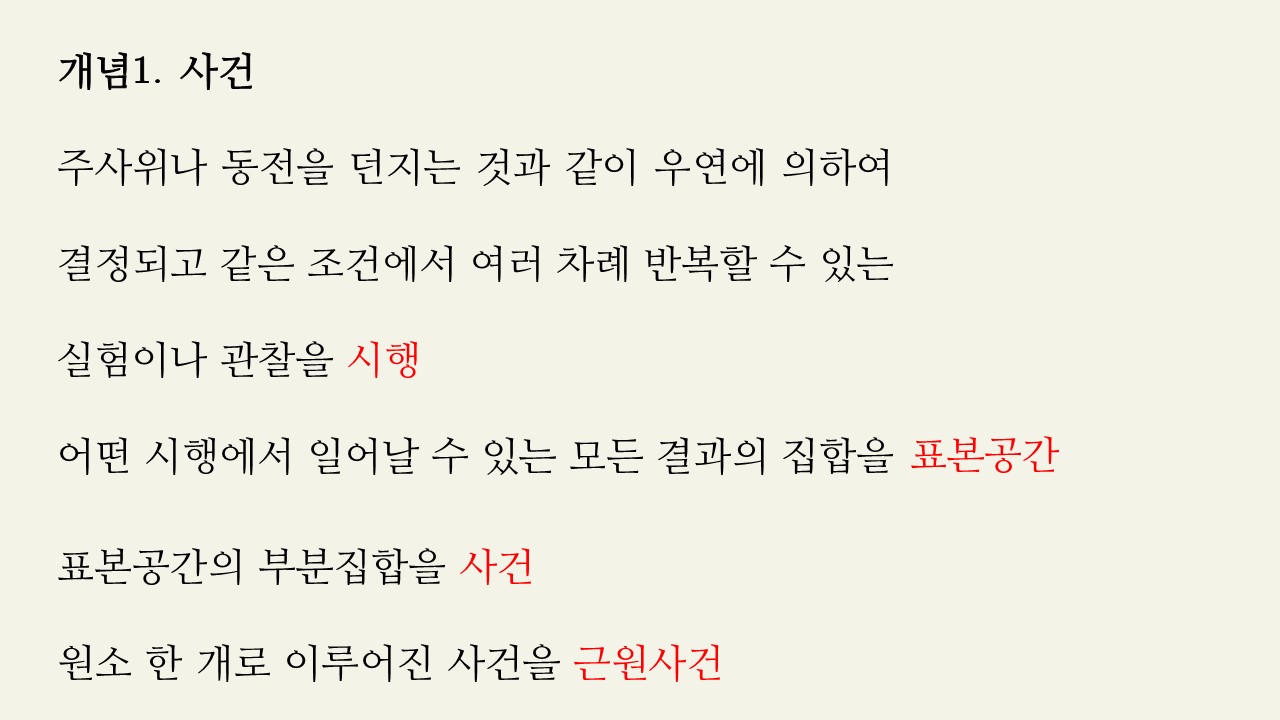 개념1. 사건
주사위나 동전을 던지는 것과 같이 우연에 의하여
결정되고 같은 조건에서 여러 차례 반복할 수 있는
실험이나 관찰을 시행
어떤 시행에서 일어날 수 있는 모든 결과의 집합을 표본공간
표본공간의 부분집합을 사건
원소 한 개로 이루어진 사건을 근원사건